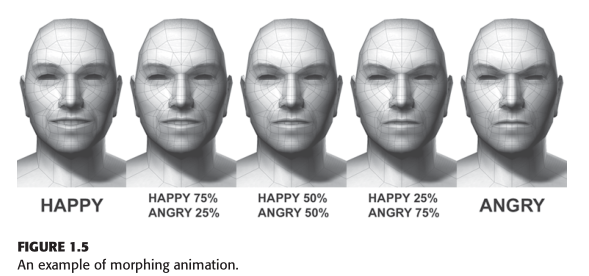 HAPPY
HAPPY 75%
ANGRY 25%
HAPPY 50%
ANGRY 50%
HAPPY 25%
ANGRY 75%
ANGRY
FIGURE 1.5
An example of morphing animation.